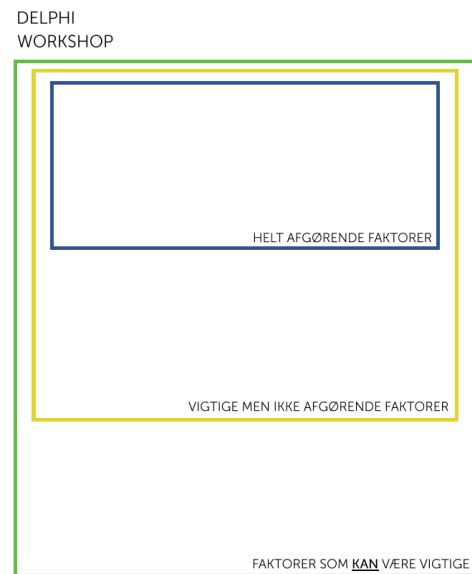 DELPHI
WORKSHOP
HELT AFGØRENDE FAKTORER
VIGTIGE MEN IKKE AFGØRENDE FAKTORER
FAKTORER SOM KAN VÆRE VIGTIGE